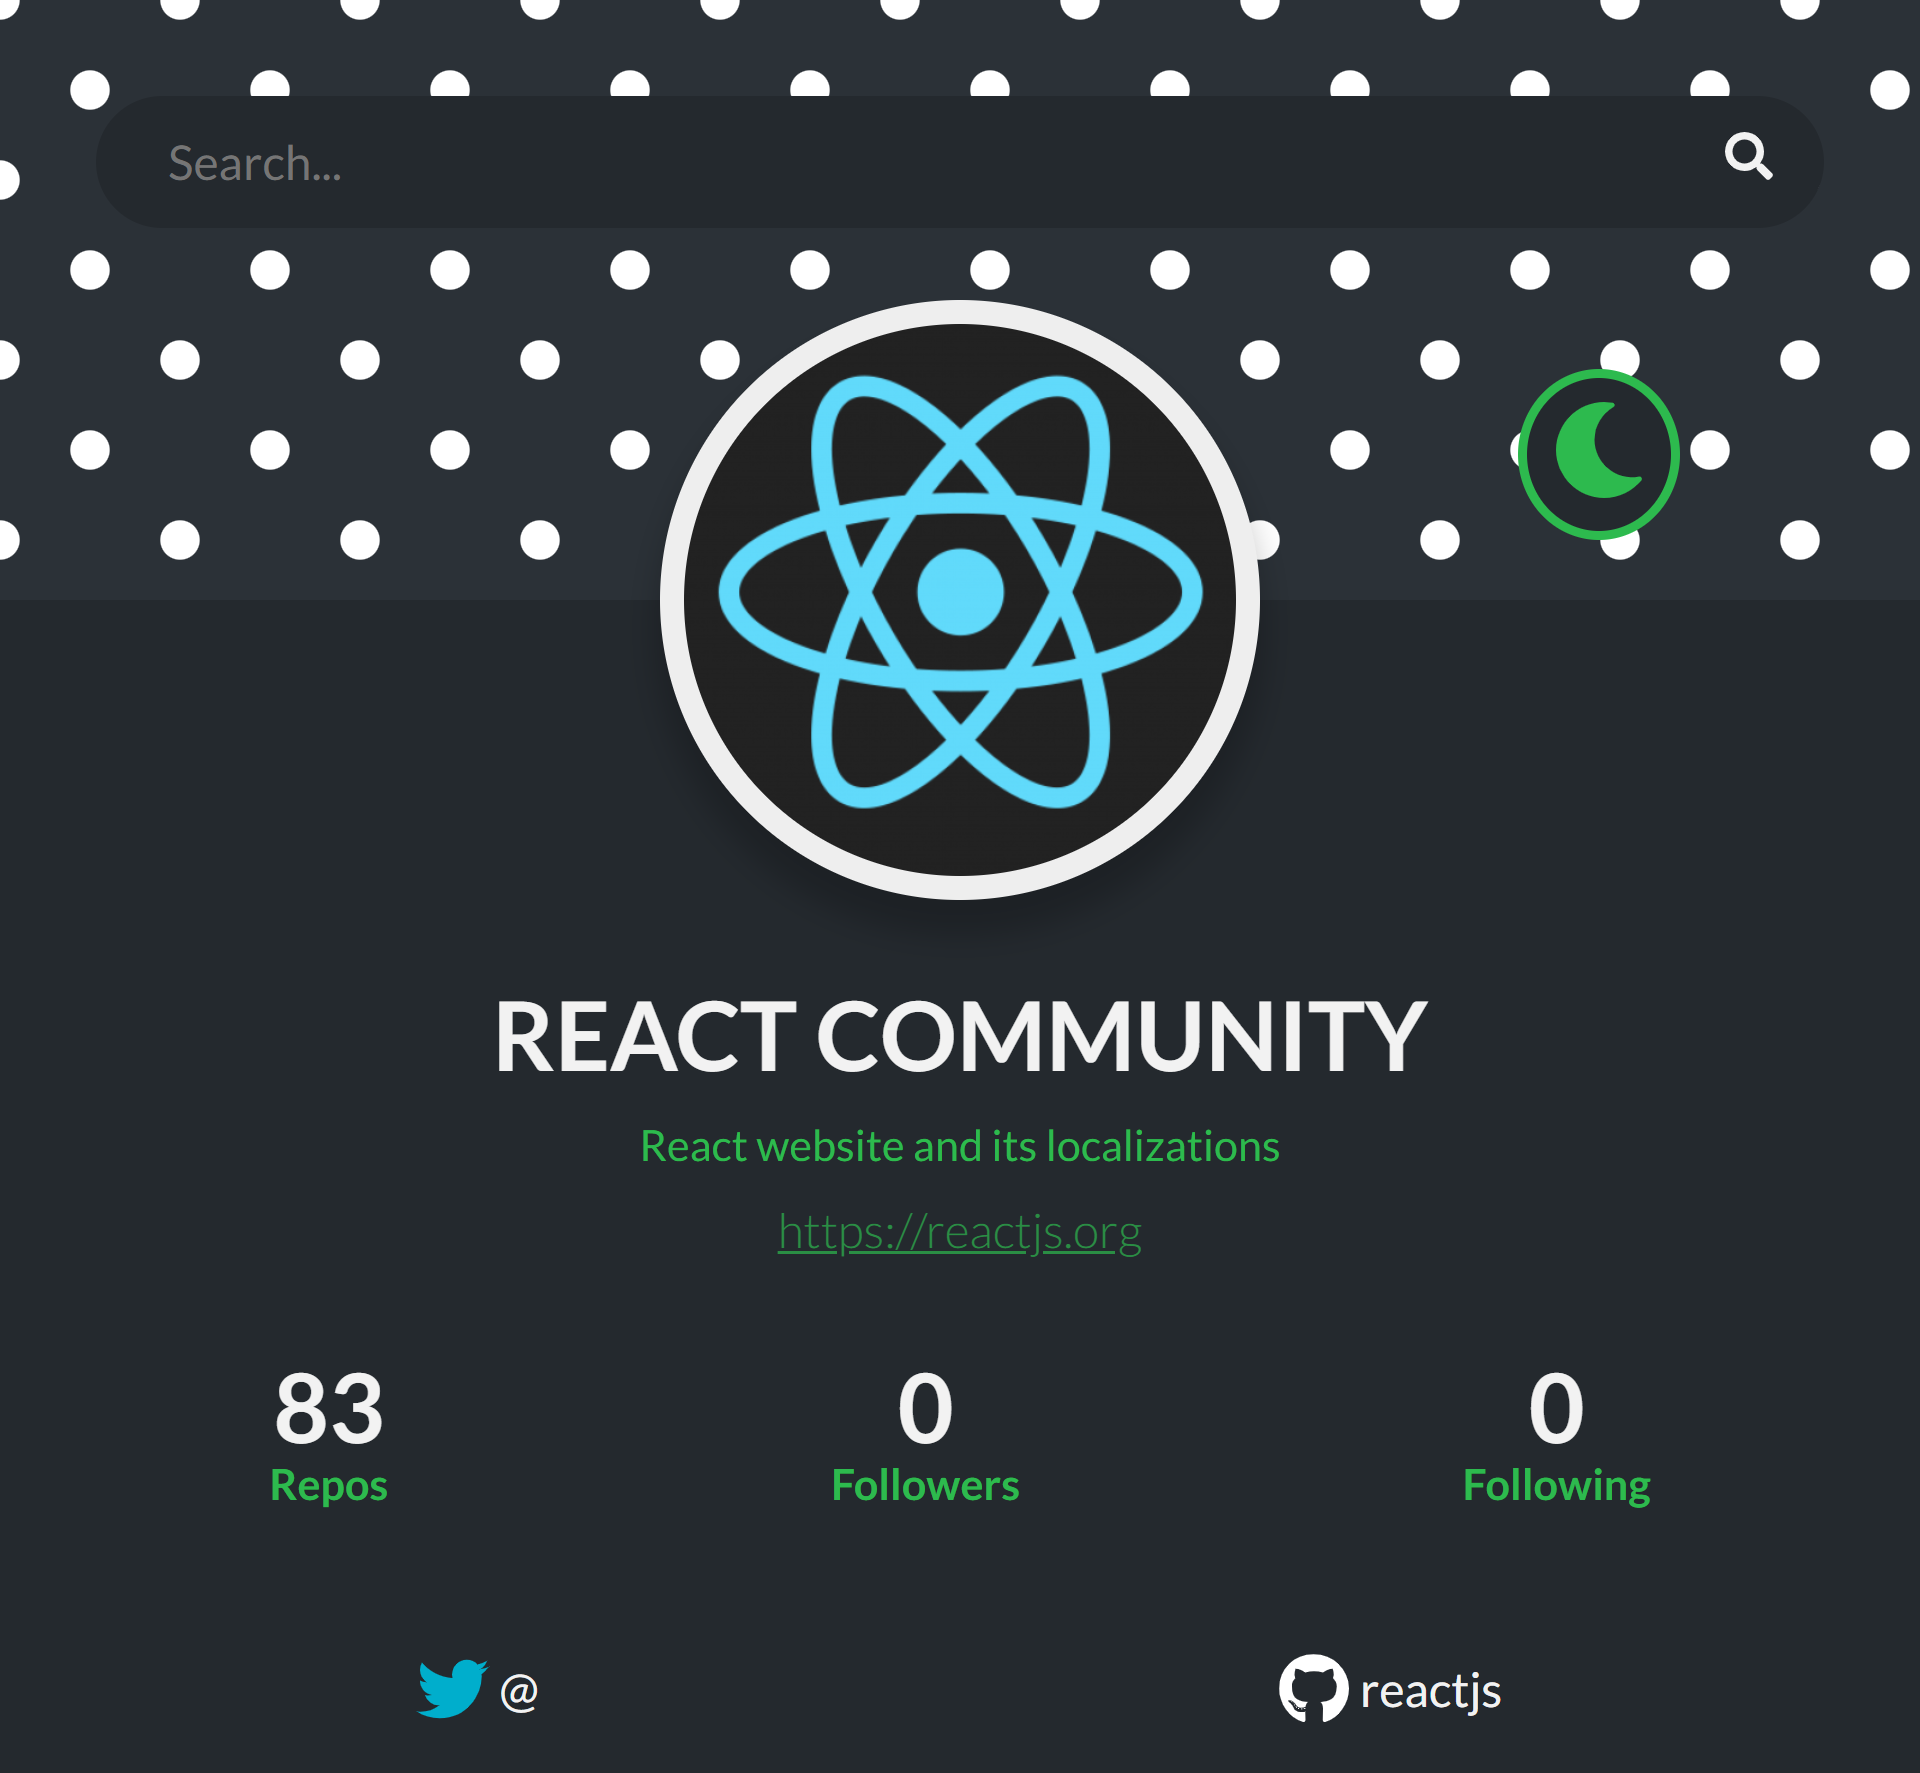 Search...
REACT COMMUNITY
React website and its localizations
https://reactjs.org
83 0 0
Repos Followers Following
@ reactjs